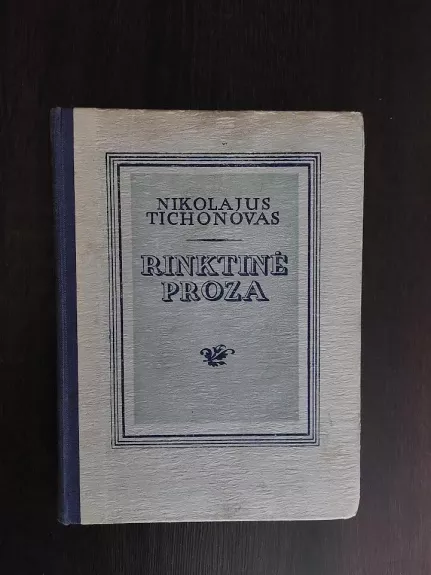 NIKOLAJUS
TICHONOVAS
RINKTINĖ
PROZA